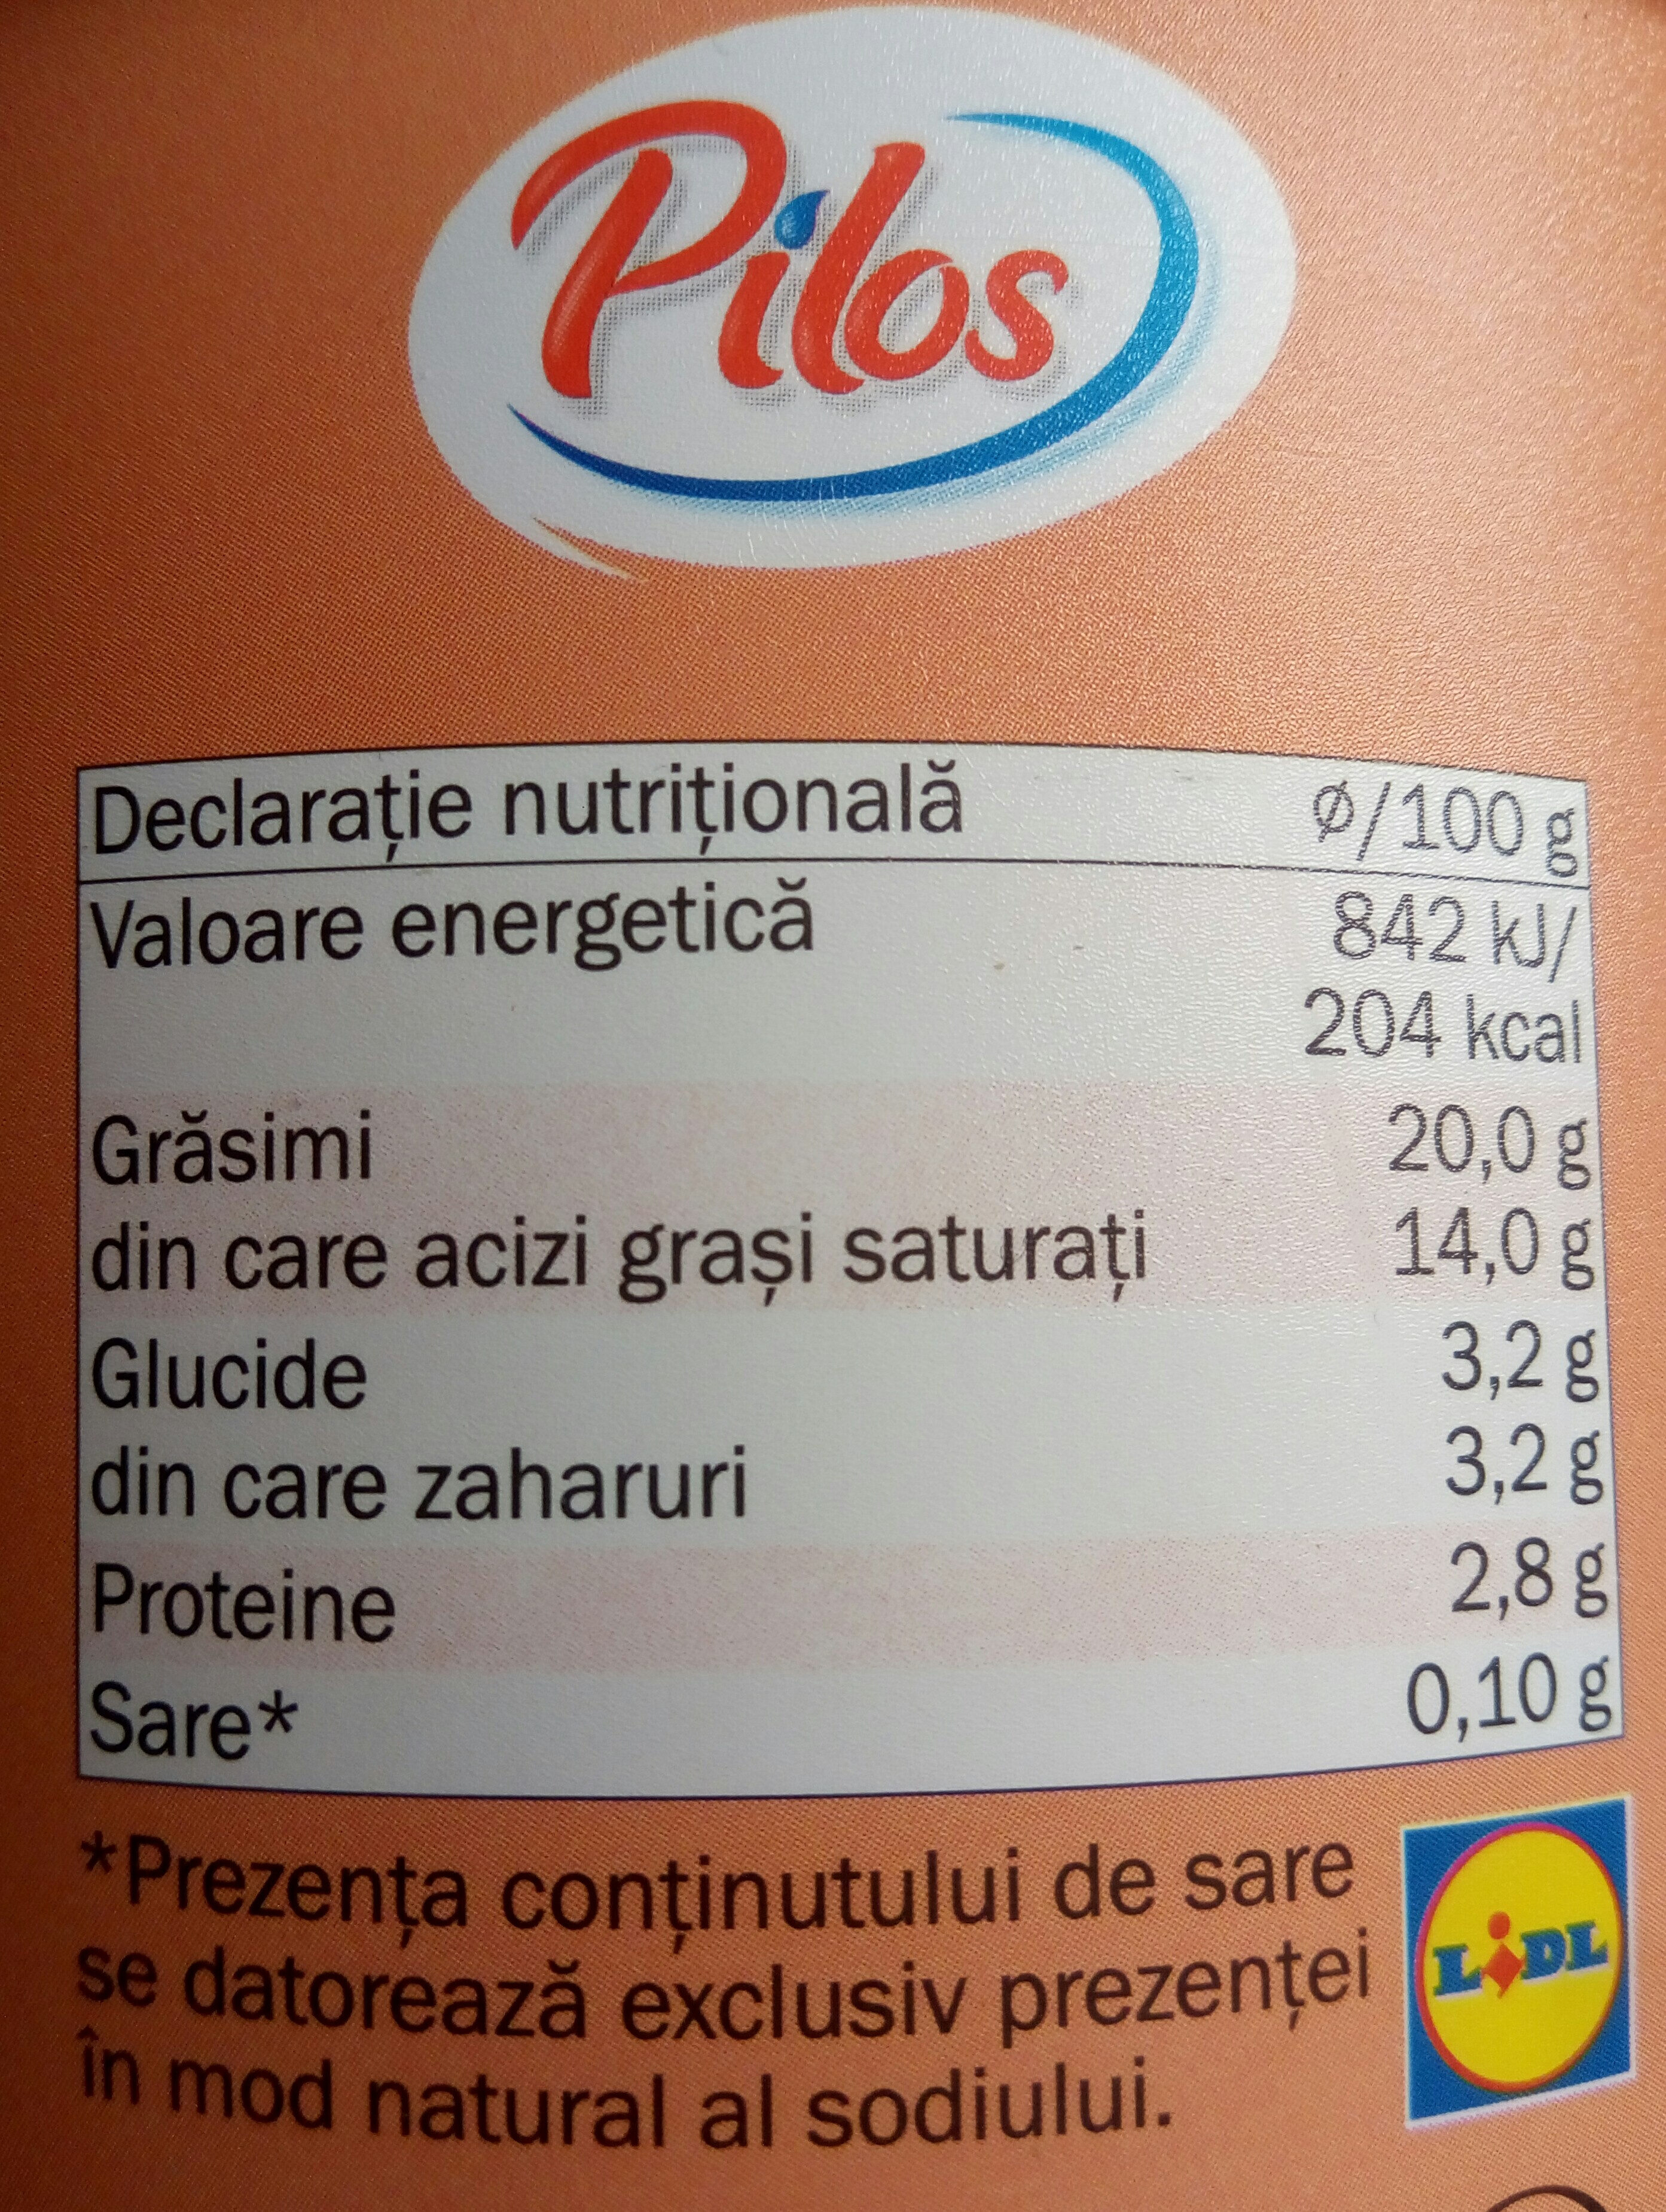 Pilos
Declarație nutrițională ø/100 g
Valoare energetică 842 kJ/
204 kcal
Grăsimi 20,0 g
din care acizi grași saturați 14,0 g
Glucide 3,2 g
din care zaharuri 3,2 g
Proteine 2,8 g
Sare* 0,10 g
*Prezența conținutului de sare
se datorează exclusiv prezenței
în mod natural al sodiului.
LIDL